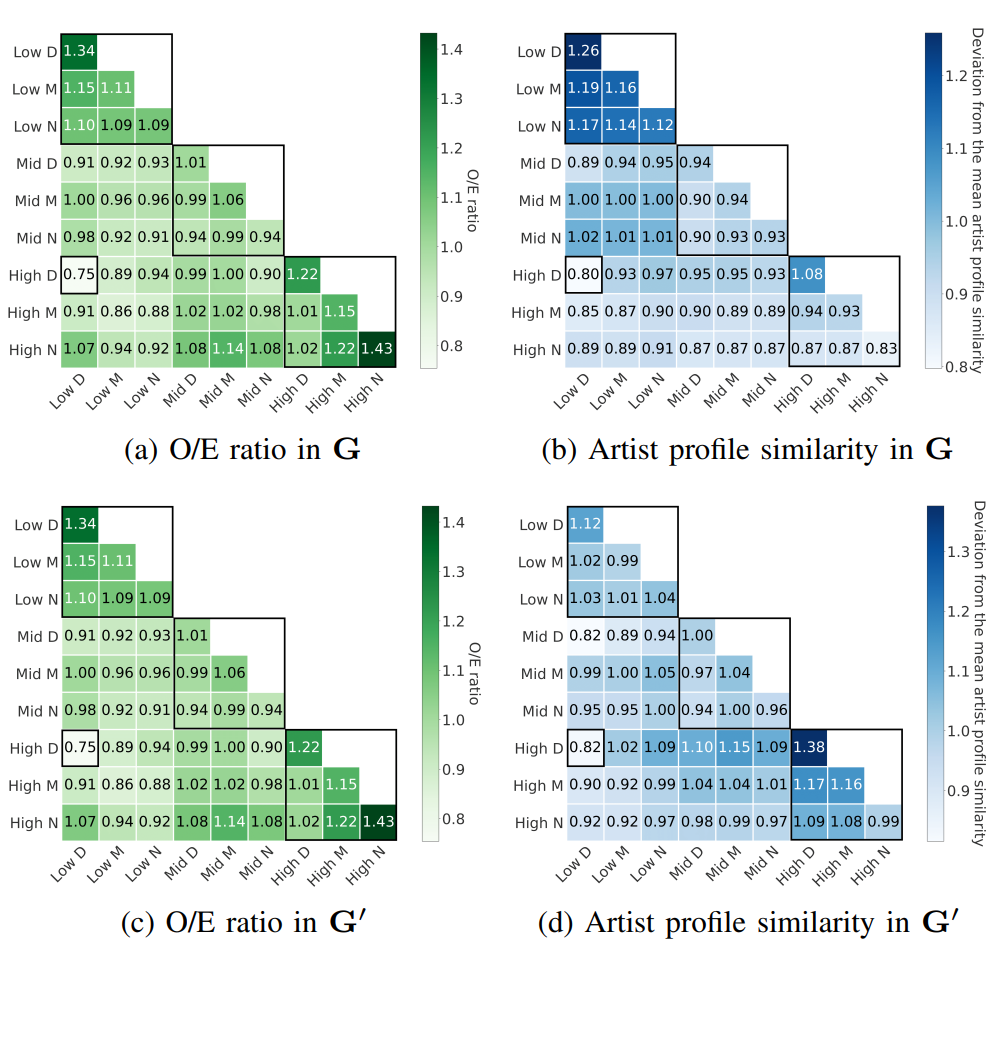 Low D 1.34
Low M 1.15 1.11
Low N 1.10 1.09 1.09
Mid D 0.91 0.92 0.93 1.01
Mid M 1.00 0.96 0.96 0.99 1.06
Mid N 0.98 0.92 0.91 0.94 0.99 0.94
High D 0.75 0.89 0.94 0.99 1.00 0.90 1.22
High M 0.91 0.86 0.88 1.02 1.02 0.98 1.01 1.15
High N 1.07 0.94 0.92 1.08 1.14 1.08 1.02 1.22 1.43
Low D Low M Low N Mid D Mid M Mid N High D High M High N
1.4
1.3
1.2
1.1
1.0
0.9
0.8
O/E ratio
(a) O/E ratio in G
Low D 1.26
Low M 1.19 1.16
Low N 1.17 1.14 1.12
Mid D 0.89 0.94 0.95 0.94
Mid M 1.00 1.00 1.00 0.90 0.94
Mid N 1.02 1.01 1.01 0.90 0.93 0.93
High D 0.80 0.93 0.97 0.95 0.95 0.93 1.08
High M 0.85 0.87 0.90 0.90 0.89 0.89 0.94 0.93
High N 0.89 0.89 0.91 0.87 0.87 0.87 0.87 0.87 0.83
Low D Low M Low N Mid D Mid M Mid N High D High M High N
1.2
1.1
1.0
0.9
0.8
Deviation from the mean artist profile similarity
(b) Artist profile similarity in G
Low D 1.34
Low M 1.15 1.11
Low N 1.10 1.09 1.09
Mid D 0.91 0.92 0.93 1.01
Mid M 1.00 0.96 0.96 0.99 1.06
Mid N 0.98 0.92 0.91 0.94 0.99 0.94
High D 0.75 0.89 0.94 0.99 1.00 0.90 1.22
High M 0.91 0.86 0.88 1.02 1.02 0.98 1.01 1.15
High N 1.07 0.94 0.92 1.08 1.14 1.08 1.02 1.22 1.43
Low D Low M Low N Mid D Mid M Mid N High D High M High N
1.4
1.3
1.2
1.1
1.0
0.9
0.8
O/E ratio
(c) O/E ratio in G′
Low D 1.12
Low M 1.02 0.99
Low N 1.03 1.01 1.04
Mid D 0.82 0.89 0.94 1.00
Mid M 0.99 1.00 1.05 0.97 1.04
Mid N 0.95 0.95 1.00 0.94 1.00 0.96
High D 0.82 1.02 1.09 1.10 1.15 1.09 1.38
High M 0.90 0.92 0.99 1.04 1.04 1.01 1.17 1.16
High N 0.92 0.92 0.97 0.98 0.99 0.97 1.09 1.08 0.99
Low D Low M Low N Mid D Mid M Mid N High D High M High N
1.3
1.2
1.1
1.0
0.9
Deviation from the mean artist profile similarity
(d) Artist profile similarity in G′